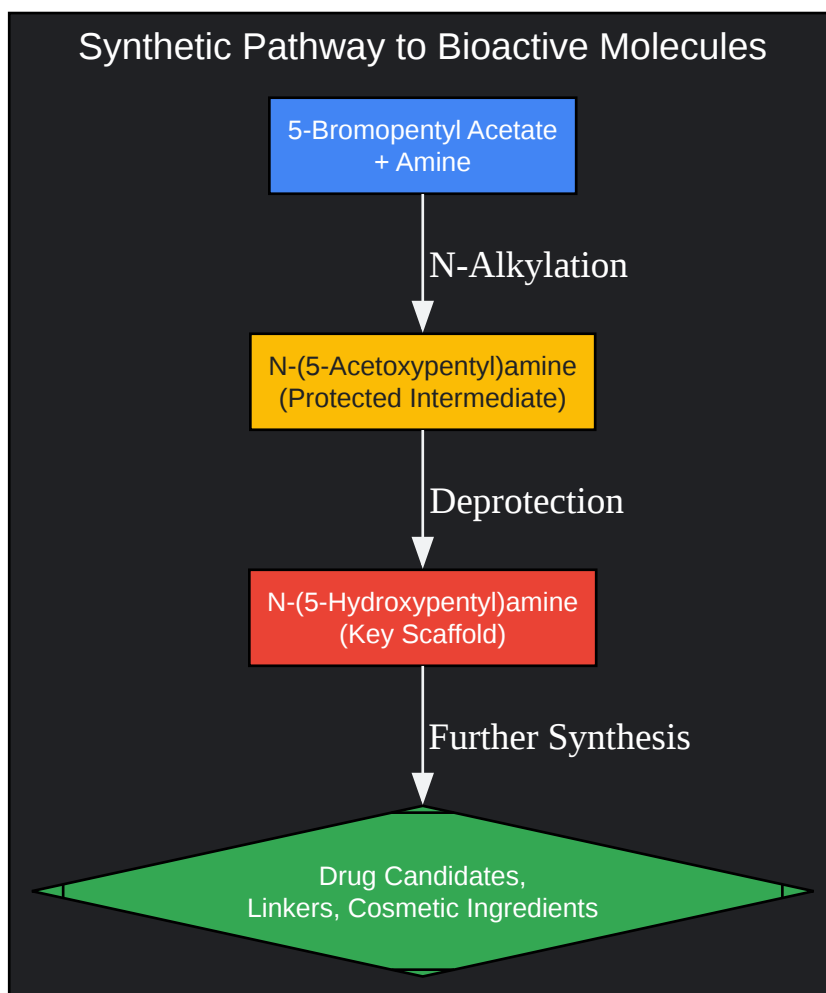 Synthetic Pathway to Bioactive Molecules
5-Bromopentyl Acetate
+ Amine
N-Alkylation
N-(5-Acetoxypentyl)amine
(Protected Intermediate)
Deprotection
N-(5-Hydroxypentyl)amine
(Key Scaffold)
Further Synthesis
Drug Candidates,
Linkers, Cosmetic Ingredients